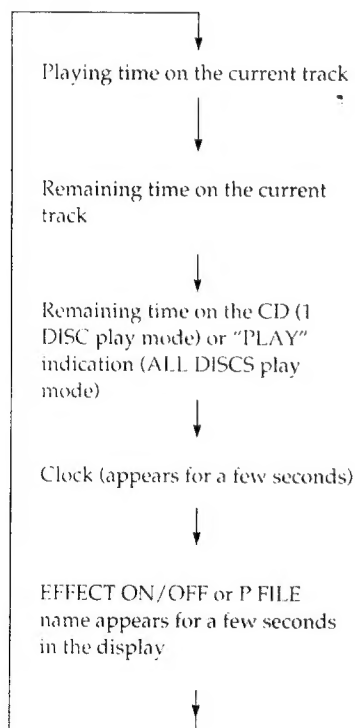 Playing time on the current track
Remaining time on the current
track
Remaining time on the CD (1
DISC play mode) or "PLAY"
indication (ALL DISCS play
mode)
Clock (appears for a few seconds)
EFFECT ON/OFF or P FILE
name appears for a few seconds
in the display